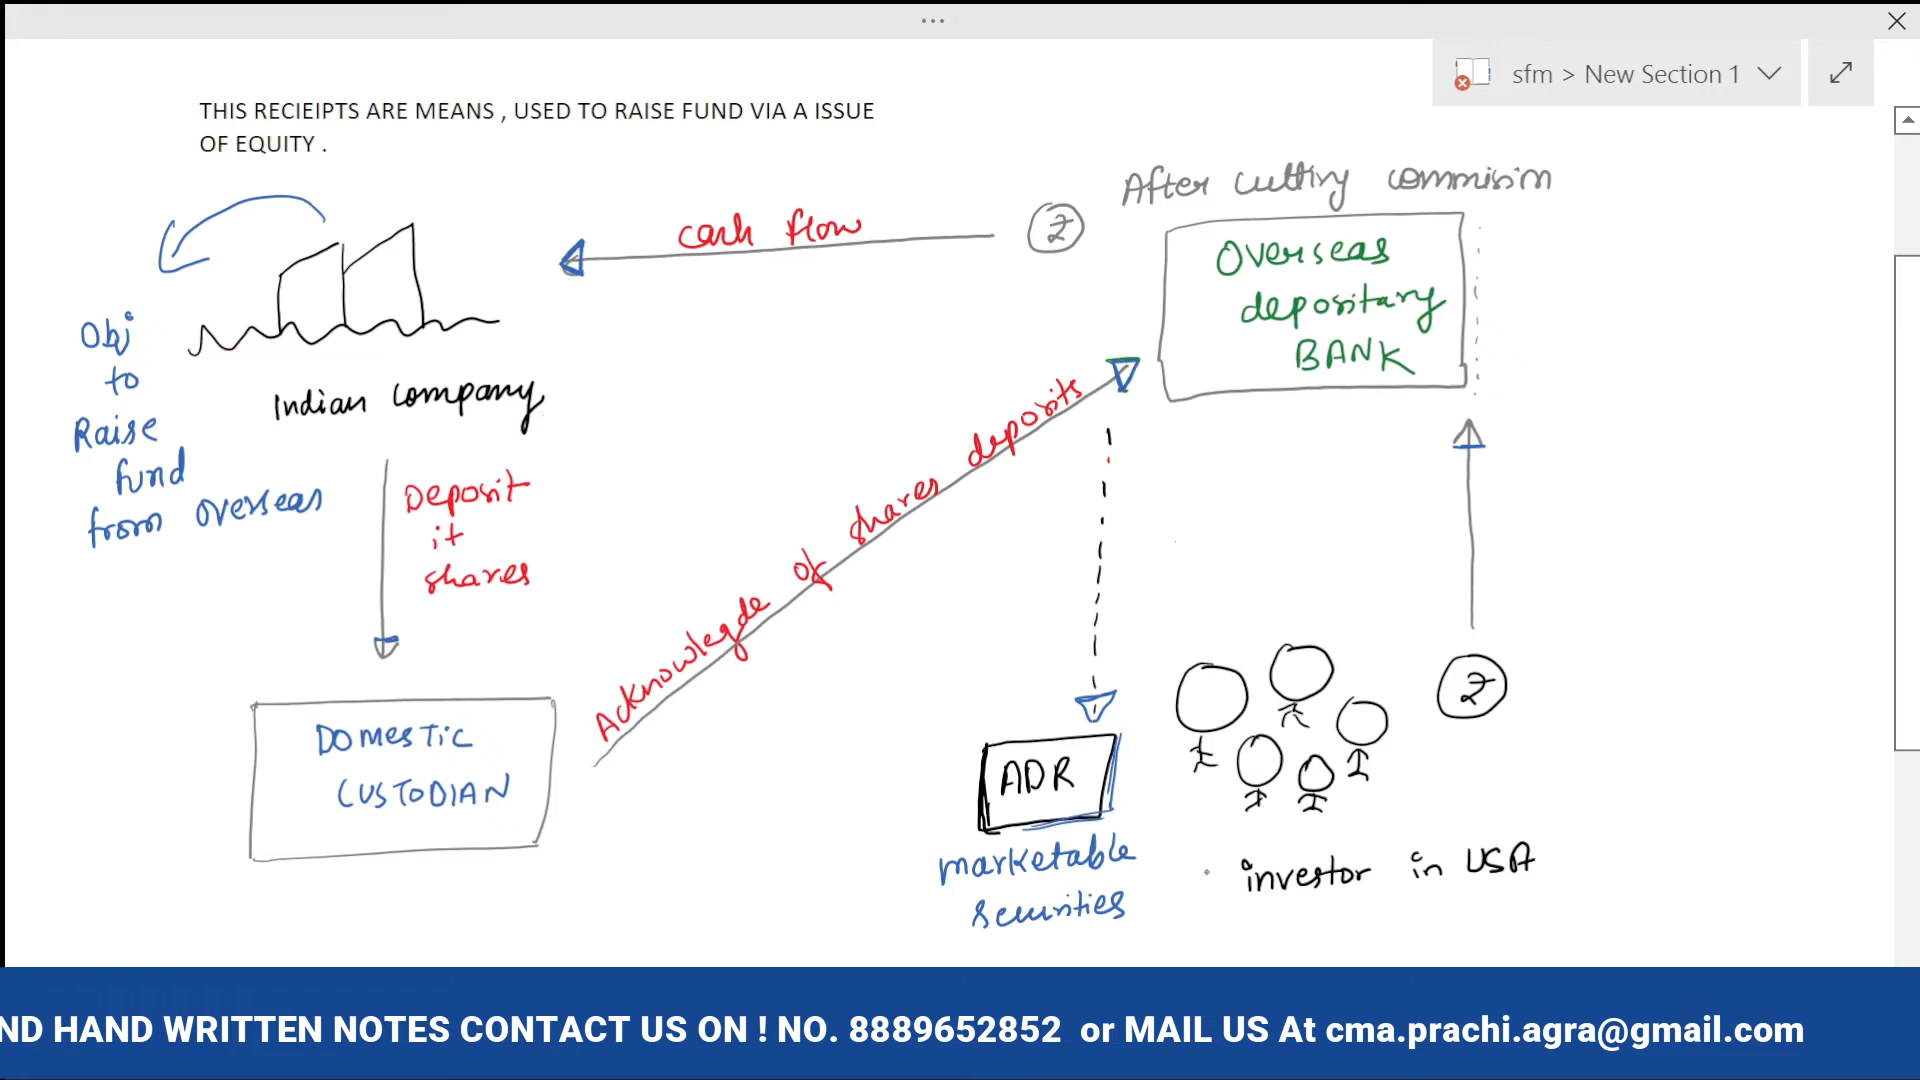 sfm > New Section 1
THIS RECIEIPTS ARE MEANS , USED TO RAISE FUND VIA A ISSUE
OF EQUITY .
After cutting commision
cash flow
₹
Overseas
depositary
BANK
Obj
to
Raise
fund
from overseas
Indian company
Deposit
it
shares
Acknowlegde of shares deposits
DOMESTIC
CUSTODIAN
ADR
marketable
securities
₹
investor in USA
ND HAND WRITTEN NOTES CONTACT US ON ! NO. 8889652852 or MAIL US At cma.prachi.agra@gmail.com